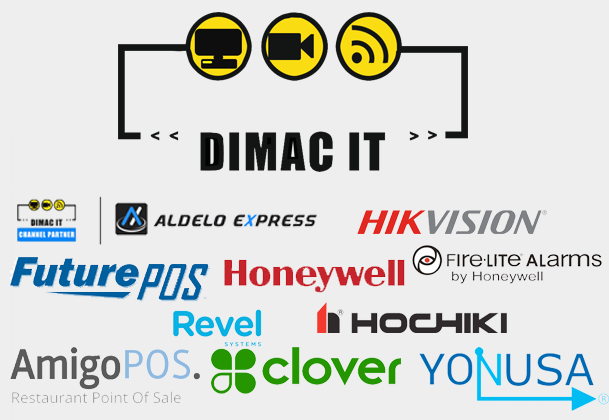 << DIMAC IT >>
DIMAC IT
CHANNEL PARTNER
ALDELO EXPRESS
HIKVISION®
FuturePOS
Honeywell
FIRE·LITE® ALARMS
by Honeywell
Revel
SYSTEMS
® HOCHIKI
AmigoPOS.
Restaurant Point Of Sale
clover
YONUSA
®